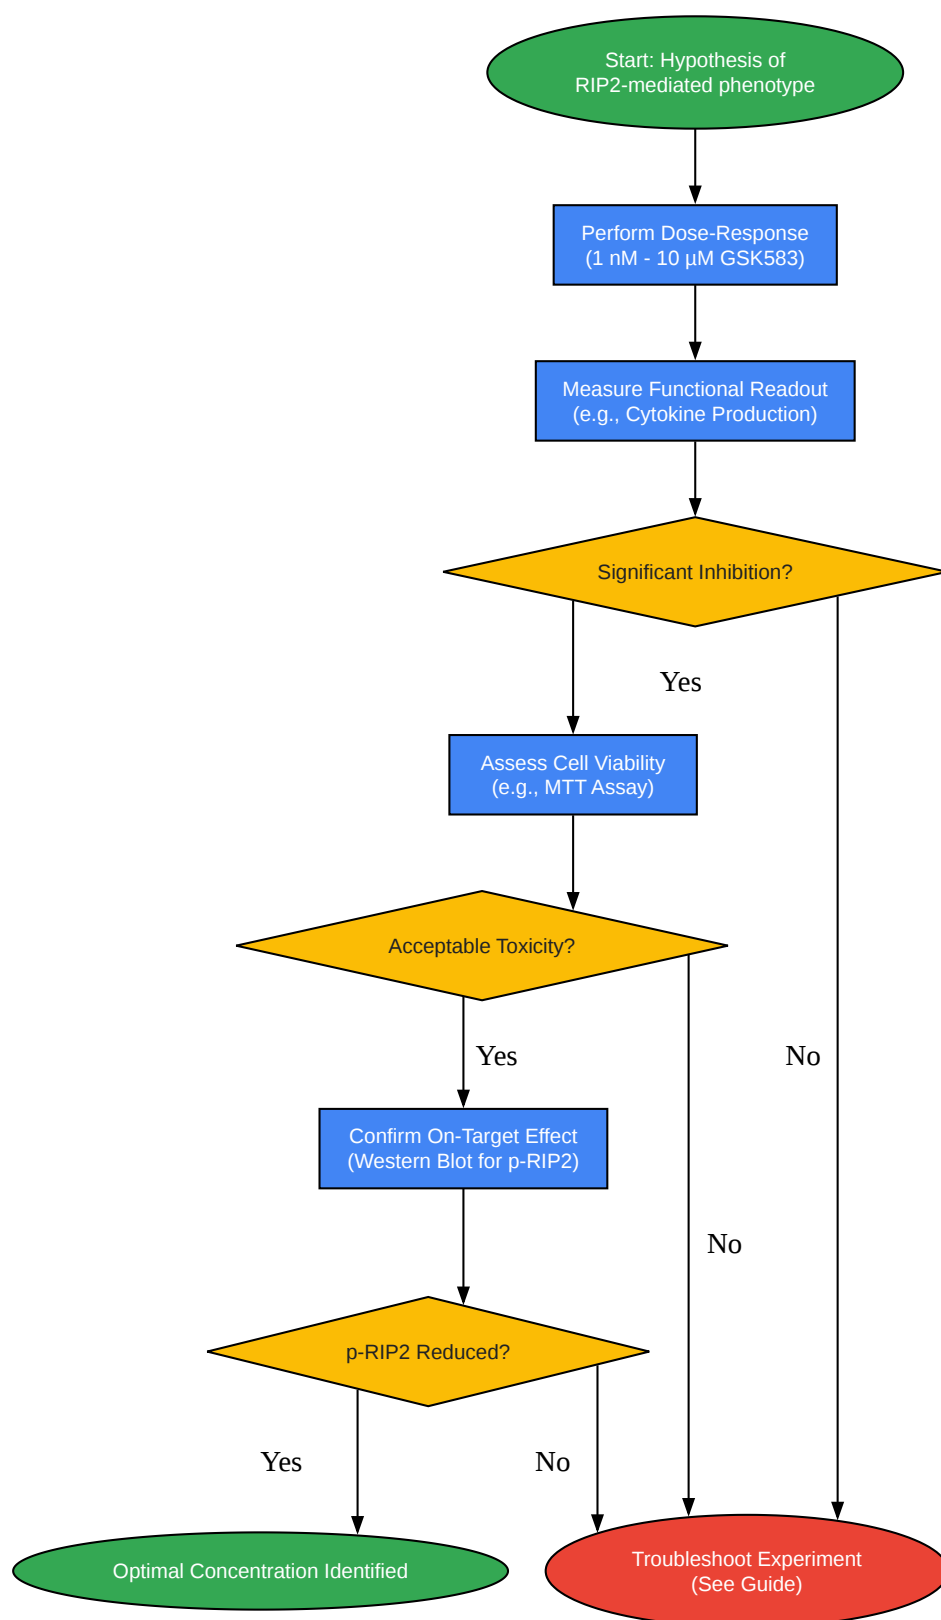 Start: Hypothesis of
RIP2-mediated phenotype
Perform Dose-Response
(1 nM - 10 µM GSK583)
Measure Functional Readout
(e.g., Cytokine Production)
Significant Inhibition?
Yes
Assess Cell Viability
(e.g., MTT Assay)
Acceptable Toxicity?
Yes
No
Confirm On-Target Effect
(Western Blot for p-RIP2)
No
p-RIP2 Reduced?
Yes
No
Optimal Concentration Identified
Troubleshoot Experiment
(See Guide)